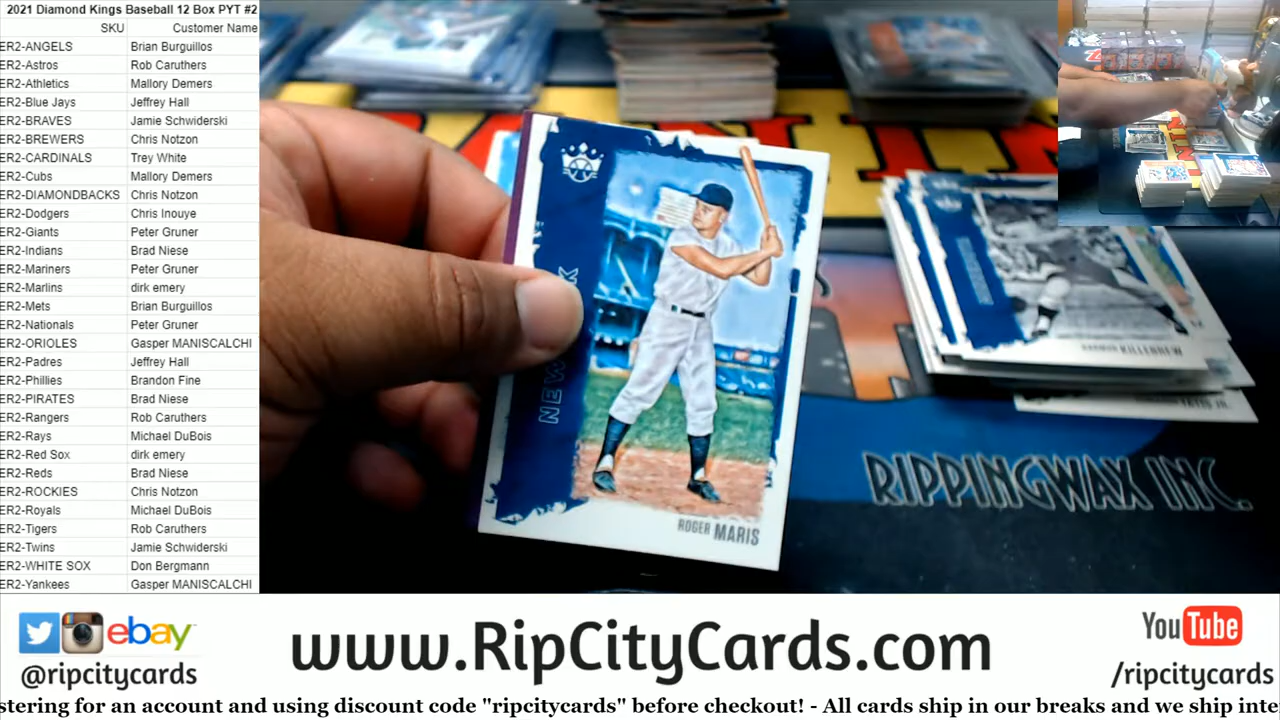 2021 Diamond Kings Baseball 12 Box PYT #2
SKU Customer Name
ER2-ANGELS Brian Burguillos
ER2-Astros Rob Caruthers
ER2-Athletics Mallory Demers
ER2-Blue Jays Jeffrey Hall
ER2-BRAVES Jamie Schwiderski
ER2-BREWERS Chris Notzon
ER2-CARDINALS Trey White
ER2-Cubs Mallory Demers
ER2-DIAMONDBACKS Chris Notzon
ER2-Dodgers Chris Inouye
ER2-Giants Peter Gruner
ER2-Indians Brad Niese
ER2-Mariners Peter Gruner
ER2-Marlins dirk emery
ER2-Mets Brian Burguillos
ER2-Nationals Peter Gruner
ER2-ORIOLES Gasper MANISCALCHI
ER2-Padres Jeffrey Hall
ER2-Phillies Brandon Fine
ER2-PIRATES Brad Niese
ER2-Rangers Rob Caruthers
ER2-Rays Michael DuBois
ER2-Red Sox dirk emery
ER2-Reds Brad Niese
ER2-ROCKIES Chris Notzon
ER2-Royals Michael DuBois
ER2-Tigers Rob Caruthers
ER2-Twins Jamie Schwiderski
ER2-WHITE SOX Don Bergmann
ER2-Yankees Gasper MANISCALCHI
NEW
ROGER MARIS
KILLEBREW
RIPPINGWAX INC.
ebay
@ripcitycards
www.RipCityCards.com
YouTube
/ripcitycards
stering for an account and using discount code "ripcitycards" before checkout! - All cards ship in our breaks and we ship inte